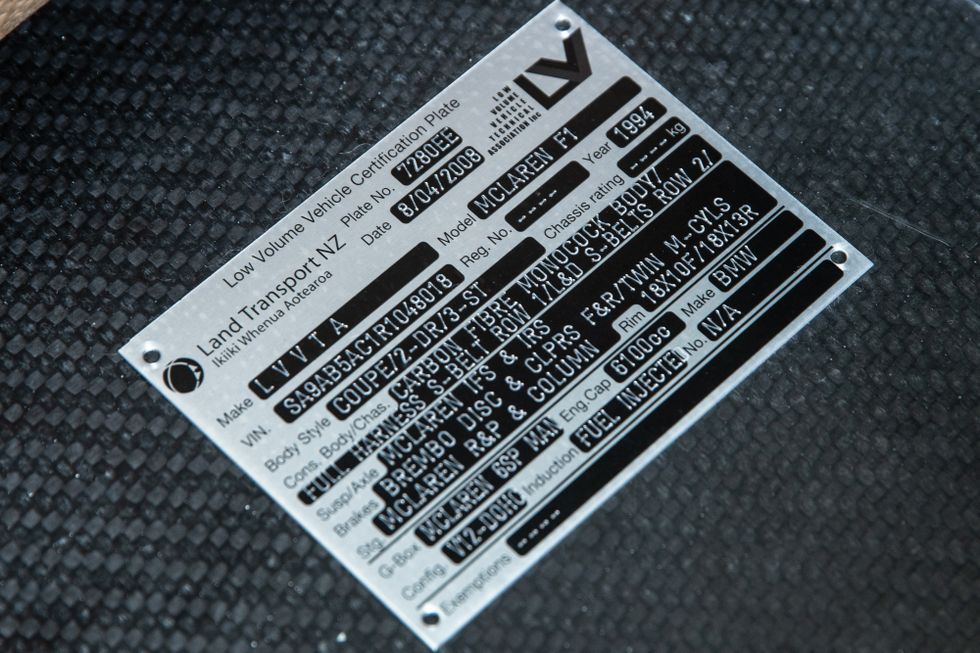 Low Volume Vehicle Certification Plate
LV
LOW
VOLUME
VEHICLE
TECHNICAL
ASSOCIATION INC
Land Transport NZ
Ikiiki Whenua Aotearoa
Plate No. 7280EE
Date 8/04/2008
Make LVVTA Model MCLAREN F1
VIN. SA9AB5AC1R1048018 Reg. No. ---- Year 1994
Body Style COUPE/2-DR/3-ST Chassis rating ---- kg
Cons. Body/Chas. CARBON FIBRE MONOCOCK BODY/
FULL HARNESS S-BELT ROW 1/L&D S-BELTS ROW 2/
Susp/Axle MCLAREN IFS & IRS
Brakes BREMBO DISC & CLPRS F&R/TWIN M-CYLS
Stg. MCLAREN R&P & COLUMN Rim 18X10F/18X13R
G-Box MCLAREN 6SP MAN Eng.Cap 6100cc Make BMW
Config. V12-DOHC Induction FUEL INJECTED No. N/A
Exemptions ----